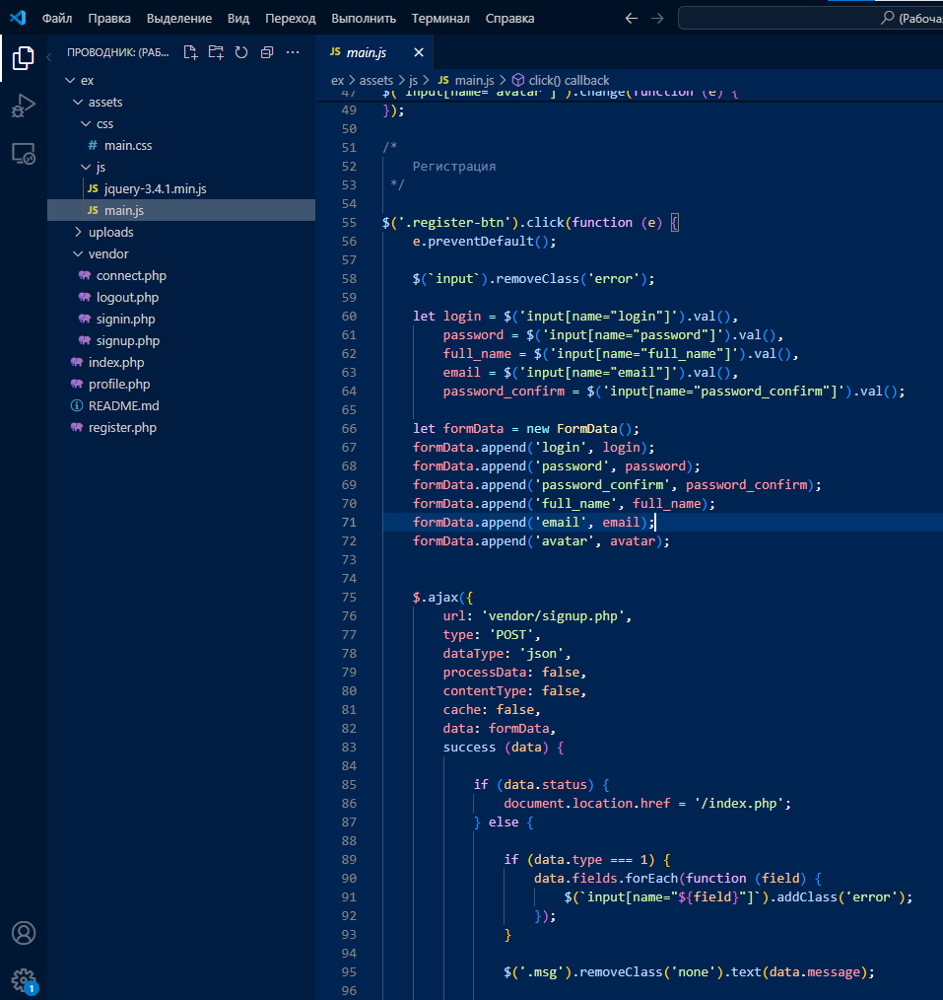 Файл Правка Выделение Вид Переход Выполнить Терминал Справка (Рабоча
ПРОВОДНИК: (РАБ...
ex
assets
css
# main.css
js
JS jquery-3.4.1.min.js
JS main.js
uploads
vendor
connect.php
logout.php
signin.php
signup.php
index.php
profile.php
README.md
register.php
1
JS main.js
ex > assets > js > JS main.js > click() callback
47 $('input[name="avatar"]').change(function (e) {
49 });
50
51 /*
52 Регистрация
53 */
54
55 $('.register-btn').click(function (e) {
56 e.preventDefault();
57
58 $(`input`).removeClass('error');
59
60 let login = $('input[name="login"]').val(),
61 password = $('input[name="password"]').val(),
62 full_name = $('input[name="full_name"]').val(),
63 email = $('input[name="email"]').val(),
64 password_confirm = $('input[name="password_confirm"]').val();
65
66 let formData = new FormData();
67 formData.append('login', login);
68 formData.append('password', password);
69 formData.append('password_confirm', password_confirm);
70 formData.append('full_name', full_name);
71 formData.append('email', email);
72 formData.append('avatar', avatar);
73
74
75 $.ajax({
76 url: 'vendor/signup.php',
77 type: 'POST',
78 dataType: 'json',
79 processData: false,
80 contentType: false,
81 cache: false,
82 data: formData,
83 success (data) {
84
85 if (data.status) {
86 document.location.href = '/index.php';
87 } else {
88
89 if (data.type === 1) {
90 data.fields.forEach(function (field) {
91 $(`input[name="${field}"]`).addClass('error');
92 });
93 }
94
95 $('.msg').removeClass('none').text(data.message);
96